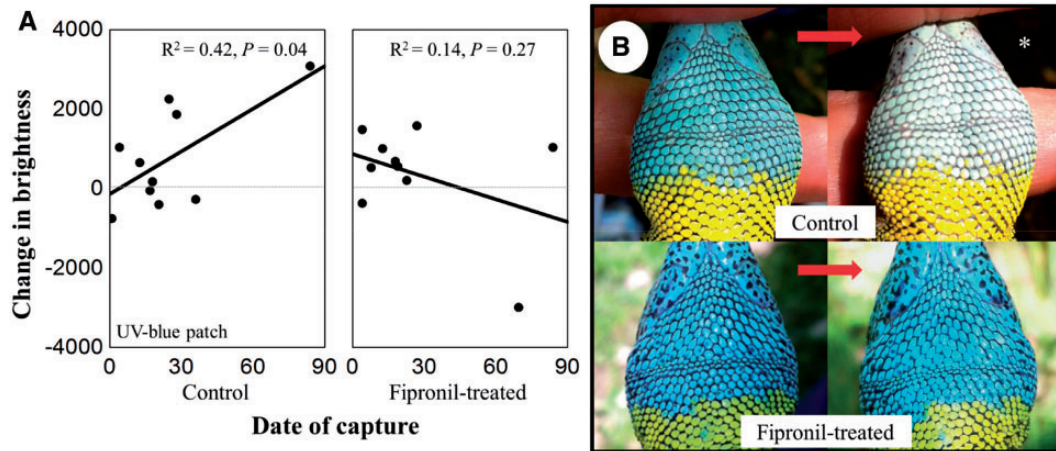 A
Change in brightness
4000
2000
0
-2000
-4000
R² = 0.42, P = 0.04
UV-blue patch
0 30 60 90
Control
R² = 0.14, P = 0.27
0 30 60 90
Fipronil-treated
Date of capture
B
*
Control
Fipronil-treated